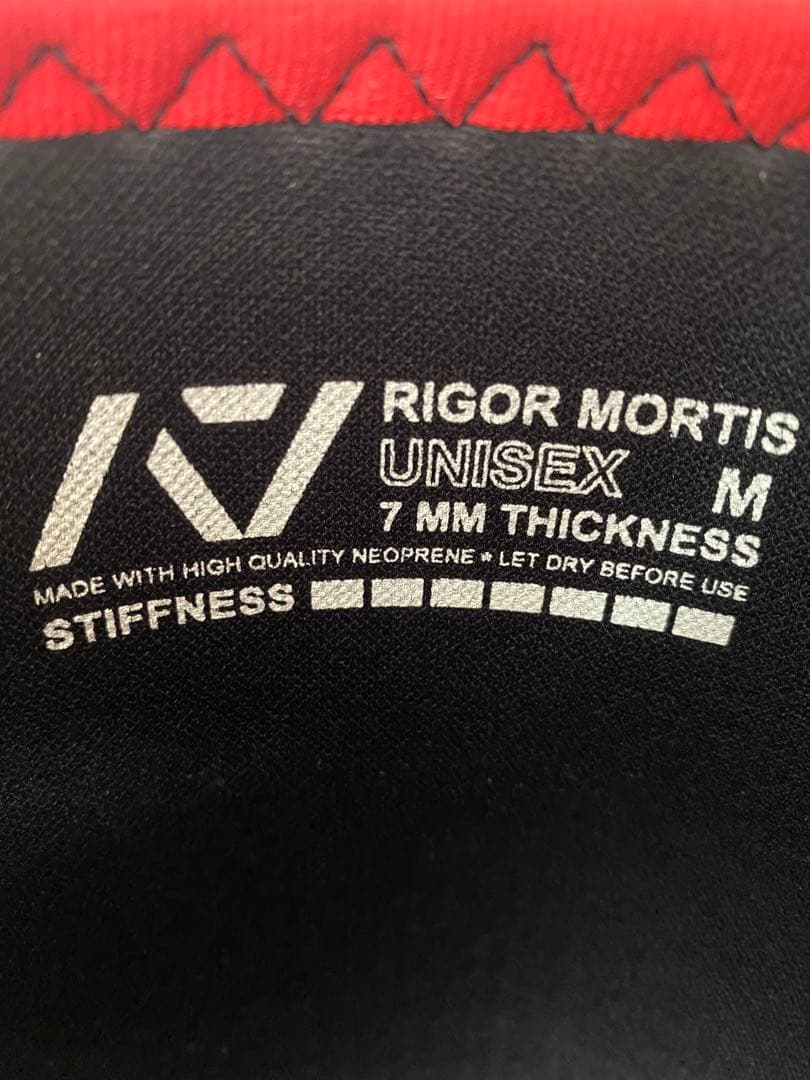 RIGOR MORTIS
UNISEX M
7 MM THICKNESS
MADE WITH HIGH QUALITY NEOPRENE * LET DRY BEFORE USE
STIFFNESS